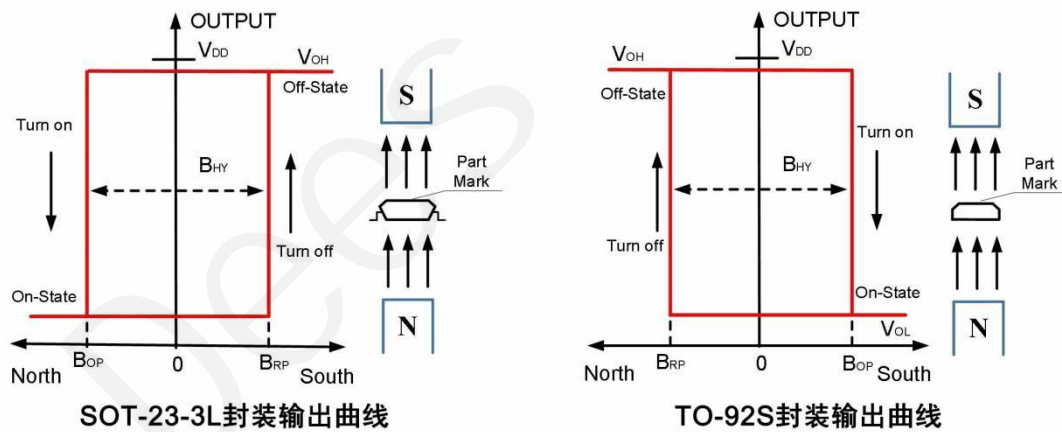 OUTPUT
VDD
VOH
Off-State
S
Turn on
BHY
Part
Mark
Turn off
On-State
N
BOP
0
BRP
North
South
SOT-23-3L封装输出曲线
OUTPUT
VOH
VDD
Off-State
S
Turn on
BHY
Part
Mark
Turn off
On-State
N
VOL
BRP
0
BOP
North
South
TO-92S封装输出曲线